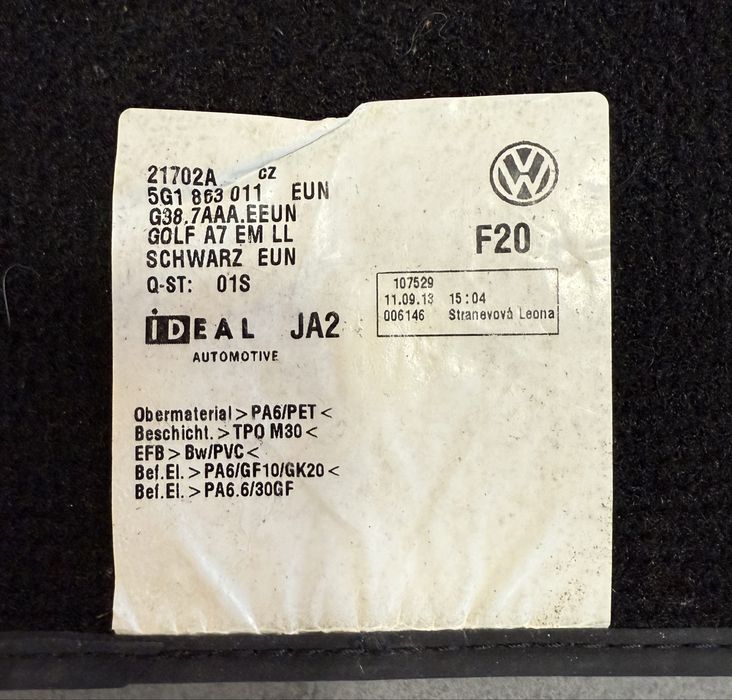 21702A CZ
5G1 863 011 EUN
G38.7AAA.EEUN
GOLF A7 EM LL
SCHWARZ EUN
Q-ST: 01S
iDEAL JA2
AUTOMOTIVE
VW
F20
107529
11.09.13 15:04
006146 Stranevová Leona
Obermaterial > PA6/PET <
Beschicht. > TPO M30 <
EFB > Bw/PVC <
Bef.El. > PA6/GF10/GK20 <
Bef.El. > PA6.6/30GF